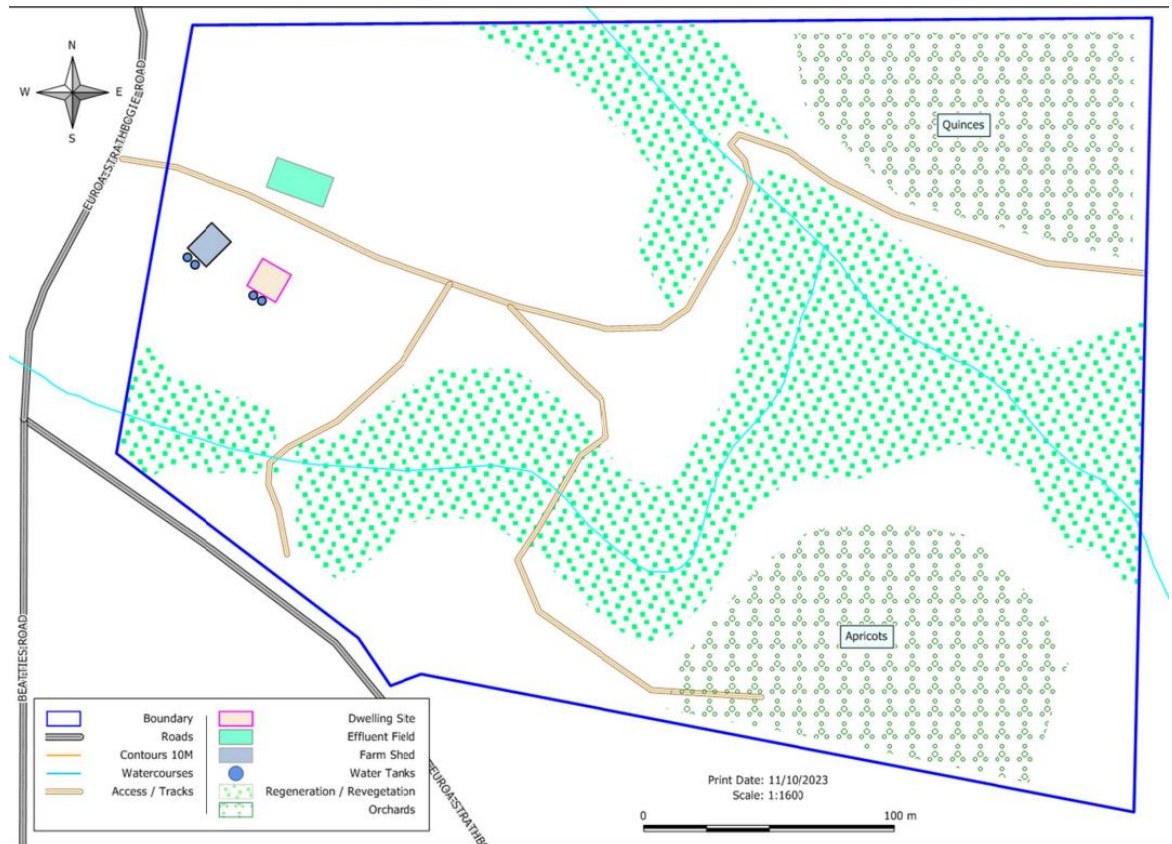 N
W E
S
EUROA-STRATHBOGIE ROAD
Quinces
BEATTIES ROAD
Apricots
EUROA-STRATHB
Boundary
Roads
Contours 10M
Watercourses
Access / Tracks
Dwelling Site
Effluent Field
Farm Shed
Water Tanks
Regeneration / Revegetation
Orchards
Print Date: 11/10/2023
Scale: 1:1600
0 100 m